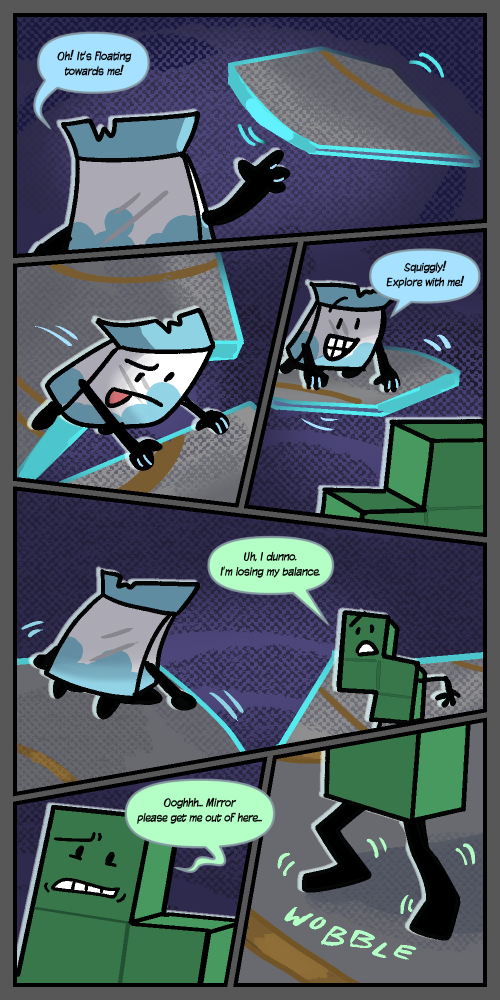 Oh! It's floating
towards me!
Squiggly!
Explore with me!
Uh, I dunno.
I'm losing my balance.
Ooghhh... Mirror
please get me out of here...
WOBBLE